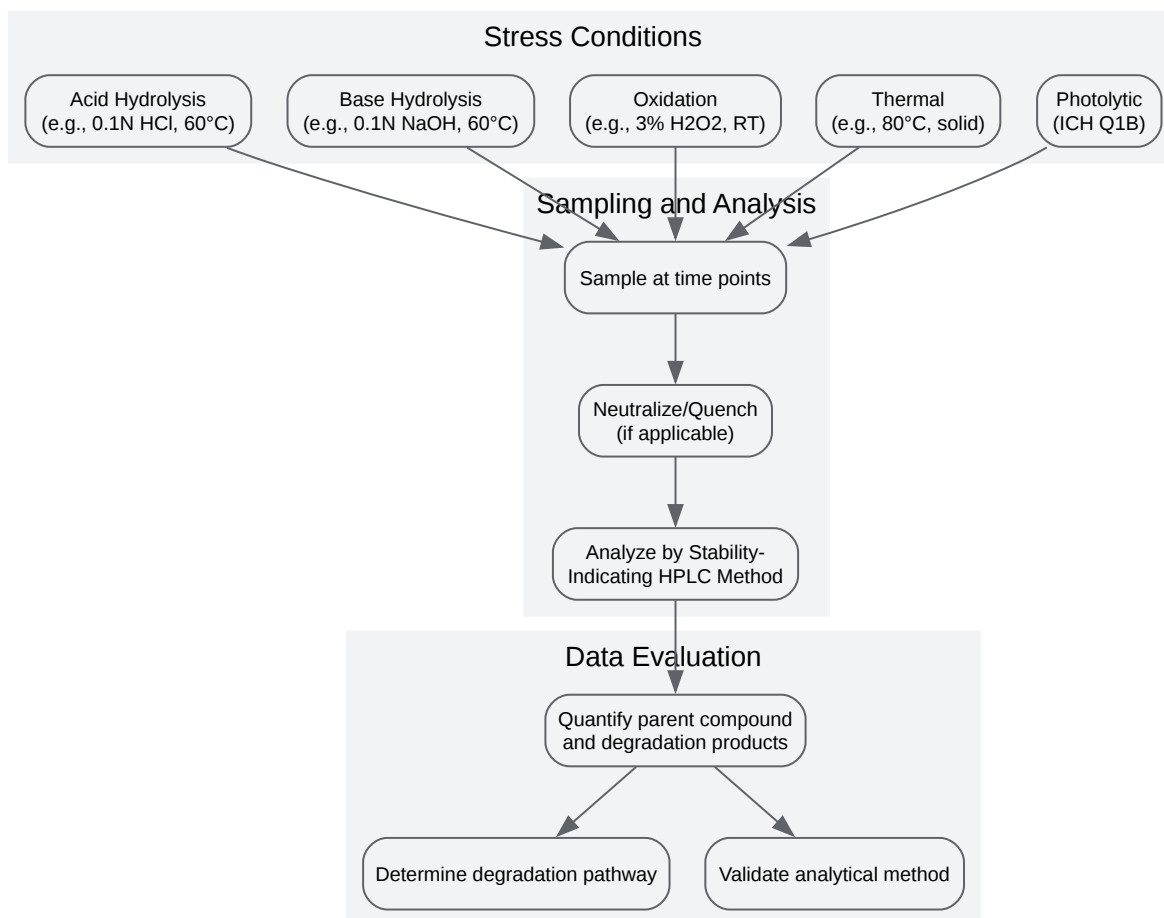 Stress Conditions
Acid Hydrolysis
(e.g., 0.1N HCl, 60°C)
Base Hydrolysis
(e.g., 0.1N NaOH, 60°C)
Oxidation
(e.g., 3% H2O2, RT)
Thermal
(e.g., 80°C, solid)
Photolytic
(ICH Q1B)
Sampling and Analysis
Sample at time points
Neutralize/Quench
(if applicable)
Analyze by Stability-
Indicating HPLC Method
Data Evaluation
Quantify parent compound
and degradation products
Determine degradation pathway
Validate analytical method